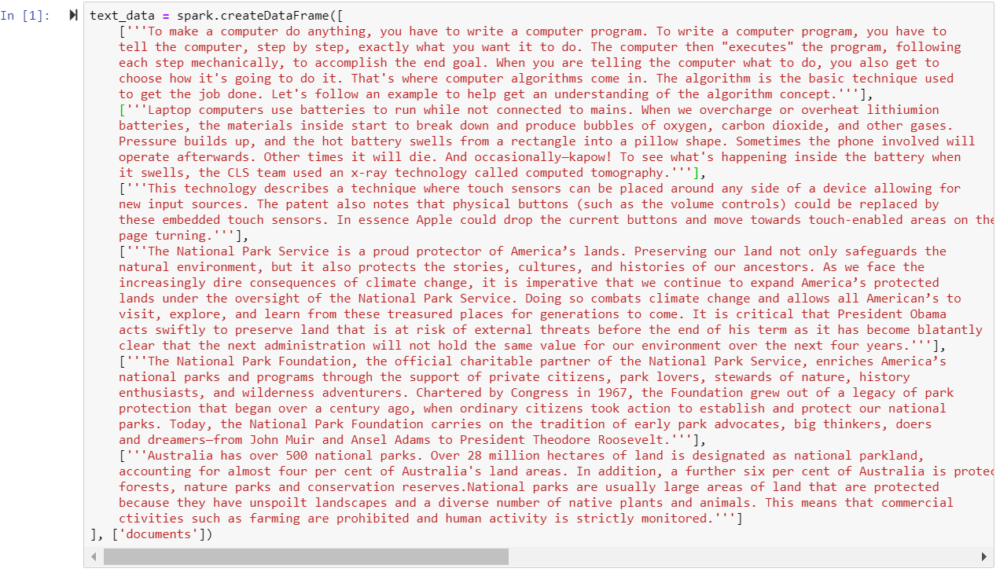 In [1]:
text_data = spark.createDataFrame([
['''To make a computer do anything, you have to write a computer program. To write a computer program, you have to
tell the computer, step by step, exactly what you want it to do. The computer then "executes" the program, following
each step mechanically, to accomplish the end goal. When you are telling the computer what to do, you also get to
choose how it's going to do it. That's where computer algorithms come in. The algorithm is the basic technique used
to get the job done. Let's follow an example to help get an understanding of the algorithm concept.'''],
['''Laptop computers use batteries to run while not connected to mains. When we overcharge or overheat lithiumion
batteries, the materials inside start to break down and produce bubbles of oxygen, carbon dioxide, and other gases.
Pressure builds up, and the hot battery swells from a rectangle into a pillow shape. Sometimes the phone involved will
operate afterwards. Other times it will die. And occasionally—kapow! To see what's happening inside the battery when
it swells, the CLS team used an x-ray technology called computed tomography.'''],
['''This technology describes a technique where touch sensors can be placed around any side of a device allowing for
new input sources. The patent also notes that physical buttons (such as the volume controls) could be replaced by
these embedded touch sensors. In essence Apple could drop the current buttons and move towards touch-enabled areas on the
page turning.'''],
['''The National Park Service is a proud protector of America’s lands. Preserving our land not only safeguards the
natural environment, but it also protects the stories, cultures, and histories of our ancestors. As we face the
increasingly dire consequences of climate change, it is imperative that we continue to expand America’s protected
lands under the oversight of the National Park Service. Doing so combats climate change and allows all American’s to
visit, explore, and learn from these treasured places for generations to come. It is critical that President Obama
acts swiftly to preserve land that is at risk of external threats before the end of his term as it has become blatantly
clear that the next administration will not hold the same value for our environment over the next four years.'''],
['''The National Park Foundation, the official charitable partner of the National Park Service, enriches America’s
national parks and programs through the support of private citizens, park lovers, stewards of nature, history
enthusiasts, and wilderness adventurers. Chartered by Congress in 1967, the Foundation grew out of a legacy of park
protection that began over a century ago, when ordinary citizens took action to establish and protect our national
parks. Today, the National Park Foundation carries on the tradition of early park advocates, big thinkers, doers
and dreamers—from John Muir and Ansel Adams to President Theodore Roosevelt.'''],
['''Australia has over 500 national parks. Over 28 million hectares of land is designated as national parkland,
accounting for almost four per cent of Australia's land areas. In addition, a further six per cent of Australia is
forests, nature parks and conservation reserves.National parks are usually large areas of land that are protected
because they have unspoilt landscapes and a diverse number of native plants and animals. This means that commercial
ctivities such as farming are prohibited and human activity is strictly monitored.''']
], ['documents'])